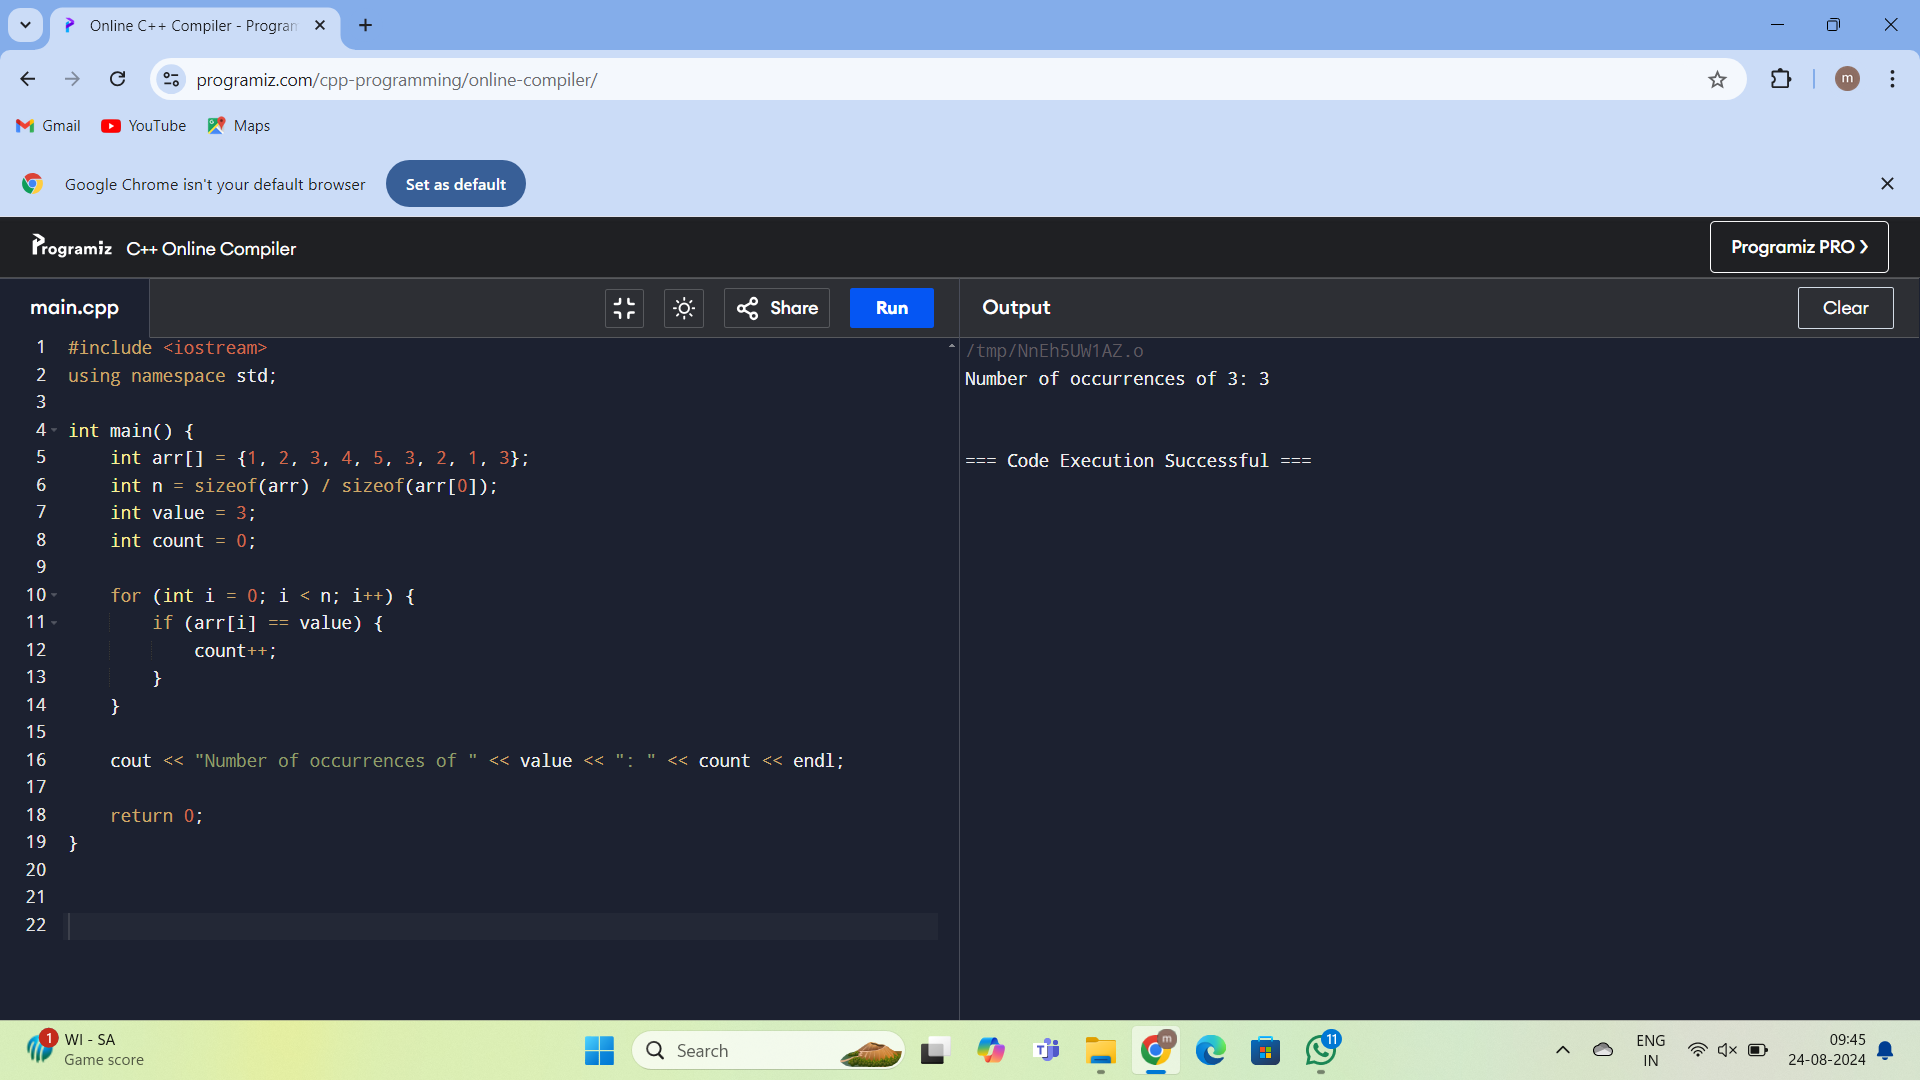 Online C++ Compiler - Progran
programiz.com/cpp-programming/online-compiler/
m
Gmail
YouTube
Maps
Google Chrome isn't your default browser
Set as default
Programiz
C++ Online Compiler
Programiz PRO
main.cpp
Share
Run
Output
Clear
1 #include <iostream>
2 using namespace std;
3
4 int main() {
5     int arr[] = {1, 2, 3, 4, 5, 3, 2, 1, 3};
6     int n = sizeof(arr) / sizeof(arr[0]);
7     int value = 3;
8     int count = 0;
9
10     for (int i = 0; i < n; i++) {
11         if (arr[i] == value) {
12             count++;
13         }
14     }
15
16     cout << "Number of occurrences of " << value << ": " << count << endl;
17
18     return 0;
19 }
20
21
22
/tmp/NnEh5UW1AZ.o
Number of occurrences of 3: 3
=== Code Execution Successful ===
1
WI - SA
Game score
Search
m
11
ENG
IN
09:45
24-08-2024